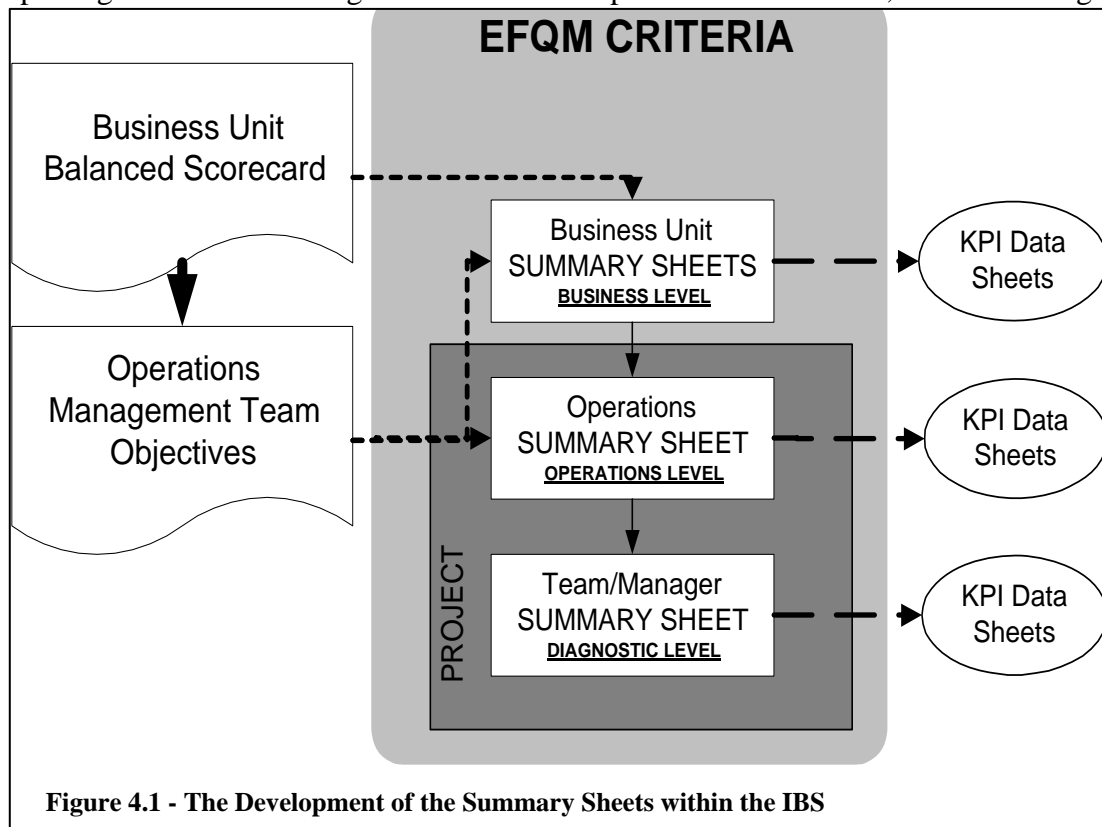 EFQM CRITERIA
Business Unit
Balanced Scorecard
Business Unit
SUMMARY SHEETS
BUSINESS LEVEL
KPI Data
Sheets
Operations
Management Team
Objectives
Operations
SUMMARY SHEET
OPERATIONS LEVEL
KPI Data
Sheets
PROJECT
Team/Manager
SUMMARY SHEET
DIAGNOSTIC LEVEL
KPI Data
Sheets
Figure 4.1 - The Development of the Summary Sheets within the IBS